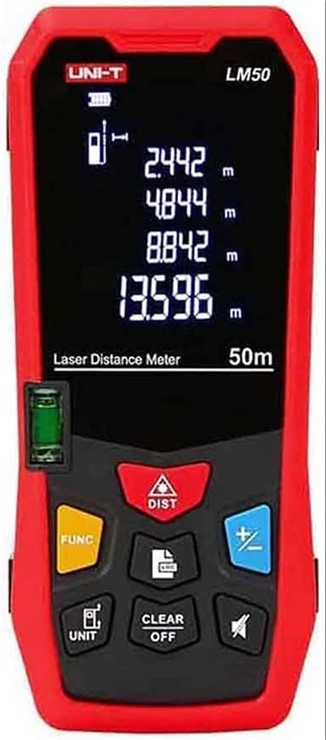 UNI-T LM50
2.442 m
4.844 m
8.842 m
13.596 m
Laser Distance Meter 50m
DIST
FUNC
+/-
UNIT
CLEAR
OFF